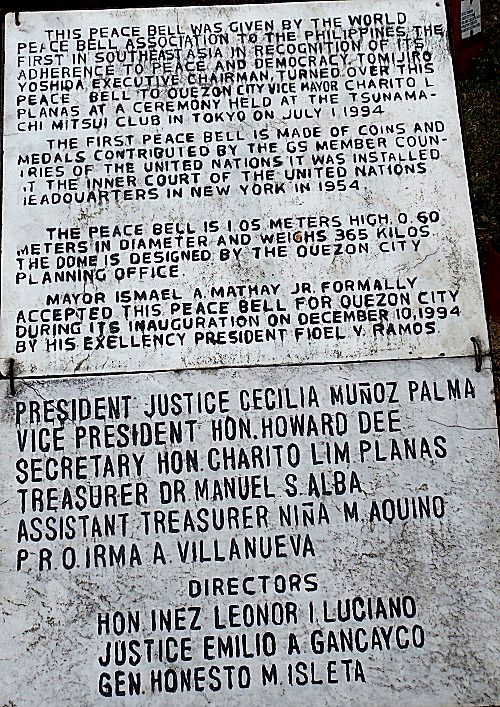 THIS PEACE BELL WAS GIVEN BY THE WORLD
PEACE BELL ASSOCIATION TO THE PHILIPPINES, THE
FIRST IN SOUTHEAST ASIA IN RECOGNITION OF ITS
ADHERENCE TO PEACE AND DEMOCRACY. TOMIJIRO
YOSHIDA EXECUTIVE CHAIRMAN, TURNED OVER THIS
PEACE BELL TO QUEZON CITY VICE MAYOR CHARITO L
PLANAS AT A CEREMONY HELD AT THE TSUNAMA-
CHI MITSUI CLUB IN TOKYO ON JULY 1, 1994
THE FIRST PEACE BELL IS MADE OF COINS AND
MEDALS CONTRIBUTED BY THE GS MEMBER COUN-
TRIES OF THE UNITED NATIONS IT WAS INSTALLED
AT THE INNER COURT OF THE UNITED NATIONS
HEADQUARTERS IN NEW YORK IN 1954
THE PEACE BELL IS 1.05 METERS HIGH, 0.60
METERS IN DIAMETER AND WEIGHS 365 KILOS.
THE DOME IS DESIGNED BY THE QUEZON CITY
PLANNING OFFICE.
MAYOR ISMAEL A. MATHAY JR. FORMALLY
ACCEPTED THIS PEACE BELL FOR QUEZON CITY
DURING ITS INAUGURATION ON DECEMBER 10, 1994
BY HIS EXELLENCY PRESIDENT FIDEL V. RAMOS.
PRESIDENT JUSTICE CECILIA MUÑOZ PALMA
VICE PRESIDENT HON. HOWARD DEE
SECRETARY HON. CHARITO LIM PLANAS
TREASURER DR. MANUEL S. ALBA
ASSISTANT TREASURER NIÑA M. AQUINO
P.R.O. IRMA A. VILLANUEVA
DIRECTORS
HON. INEZ LEONOR I. LUCIANO
JUSTICE EMILIO A. GANCAYCO
GEN. HONESTO M. ISLETA